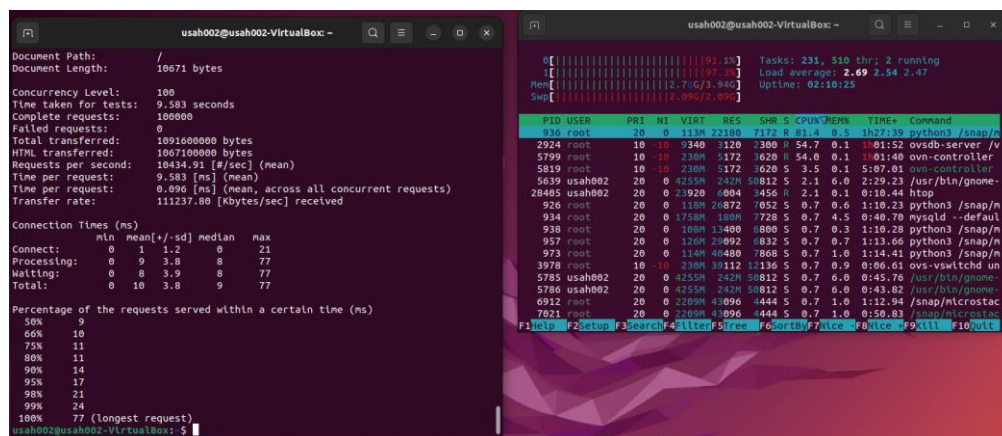 usah002@usah002-VirtualBox: ~
Document Path: /
Document Length: 10671 bytes
Concurrency Level: 100
Time taken for tests: 9.583 seconds
Complete requests: 100000
Failed requests: 0
Total transferred: 1091600000 bytes
HTML transferred: 1067100000 bytes
Requests per second: 10434.91 [#/sec] (mean)
Time per request: 9.583 [ms] (mean)
Time per request: 0.096 [ms] (mean, across all concurrent requests)
Transfer rate: 111237.80 [Kbytes/sec] received
Connection Times (ms)
min mean[+/-sd] median max
Connect: 0 1 1.2 0 21
Processing: 0 9 3.8 8 77
Waiting: 0 8 3.9 8 77
Total: 0 10 3.8 9 77
Percentage of the requests served within a certain time (ms)
50% 9
66% 10
75% 11
80% 11
90% 14
95% 17
98% 21
99% 24
100% 77 (longest request)
usah002@usah002-VirtualBox:~$
usah002@usah002-VirtualBox: ~
0[||||||||||||||||||||||91.1%] Tasks: 231, 510 thr; 2 running
1[||||||||||||||||||||||97.3%] Load average: 2.69 2.54 2.47
Mem[||||||||||||||||||2.70G/3.94G] Uptime: 02:10:25
Swp[||||||||||||||||||2.09G/2.09G]
PID USER PRI NI VIRT RES SHR S CPU%▽MEM% TIME+ Command
936 root 20 0 113M 22180 7172 R 81.4 0.5 1h27:39 python3 /snap/m
2924 root 10 -10 9340 3120 2300 R 54.7 0.1 1h01:52 ovsdb-server /v
5799 root 10 -10 230M 5172 3620 R 54.0 0.1 1h01:40 ovn-controller
5819 root 10 -10 230M 5172 3620 S 3.5 0.1 5:07.01 ovn-controller
5639 usah002 20 0 4255M 242M 50812 S 2.1 6.0 2:29.23 /usr/bin/gnome-
28405 usah002 20 0 23920 6004 3456 R 2.1 0.1 0:10.44 htop
926 root 20 0 118M 26872 7052 S 0.7 0.6 1:10.23 python3 /snap/m
934 root 20 0 1758M 180M 7728 S 0.7 4.5 0:40.70 mysqld --defaul
938 root 20 0 108M 13400 6800 S 0.7 0.3 1:10.28 python3 /snap/m
957 root 20 0 126M 29092 6832 S 0.7 0.7 1:13.66 python3 /snap/m
973 root 20 0 114M 40480 7868 S 0.7 1.0 1:14.41 python3 /snap/m
3978 root 10 -10 230M 39112 12136 S 0.7 0.9 0:06.61 ovs-vswitchd un
5785 usah002 20 0 4255M 242M 50812 S 0.7 6.0 0:45.76 /usr/bin/gnome-
5786 usah002 20 0 4255M 242M 50812 S 0.7 6.0 0:43.82 /usr/bin/gnome-
6912 root 20 0 2209M 43096 4444 S 0.7 1.0 1:12.94 /snap/microstac
7021 root 20 0 2209M 43096 4444 S 0.7 1.0 0:50.83 /snap/microstac
F1Help F2Setup F3SearchF4FilterF5Tree F6SortByF7Nice -F8Nice +F9Kill F10Quit